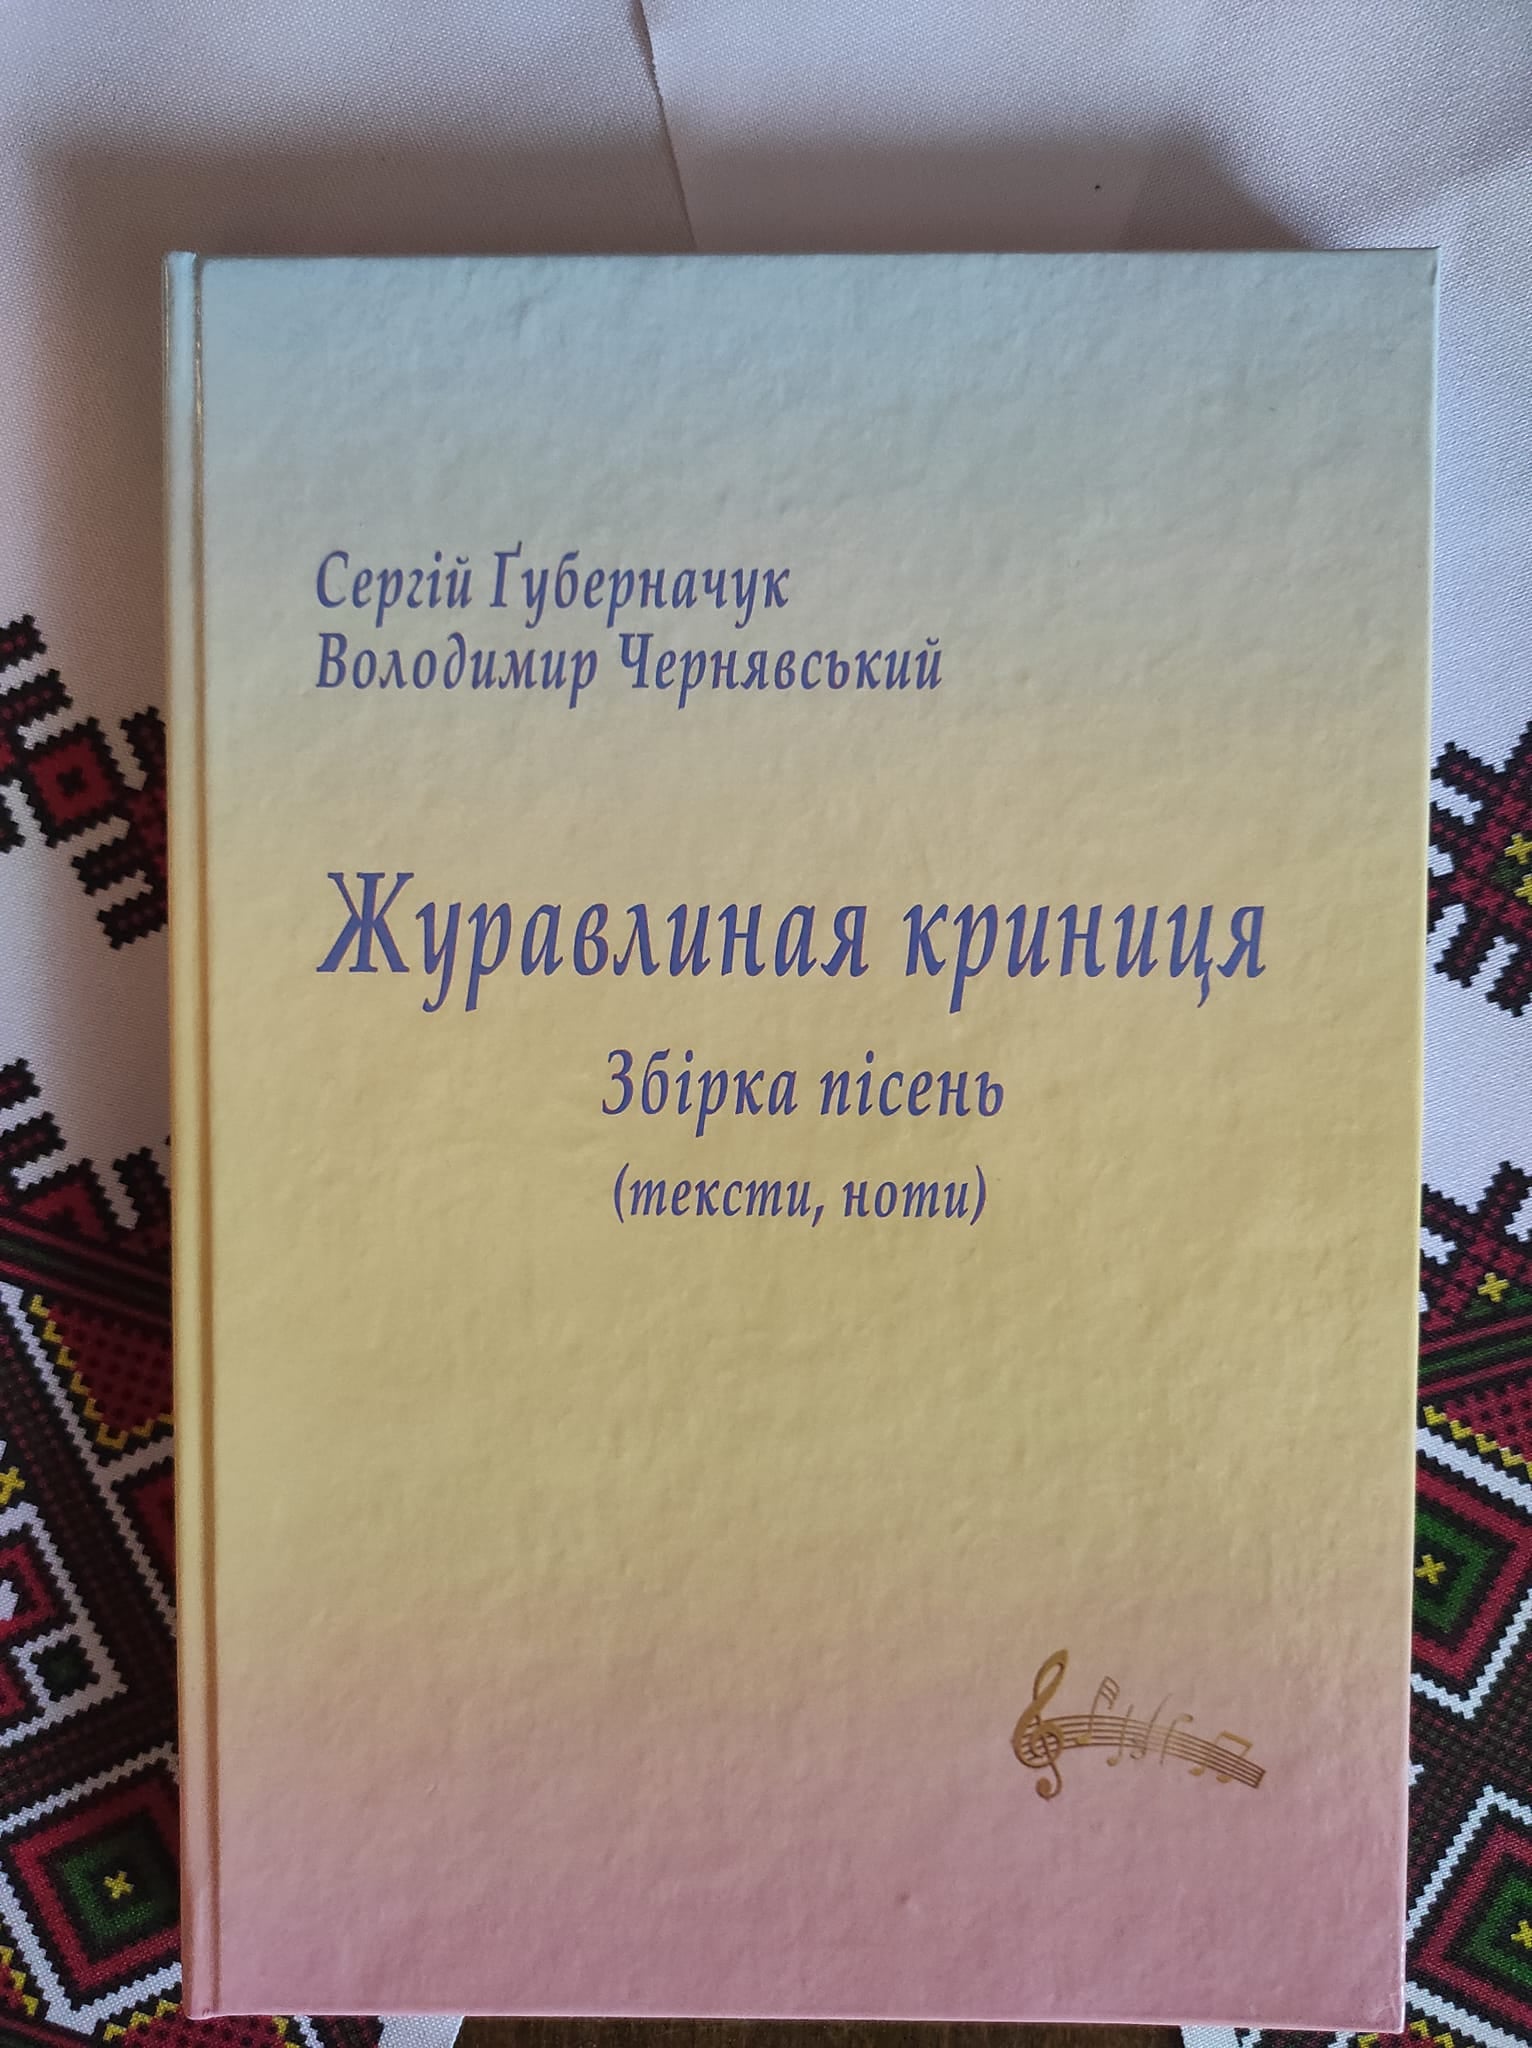 Сергій Ґуберначук
Володимир Чернявський
Журавлиная криниця
Збірка пісень
(тексти, ноти)